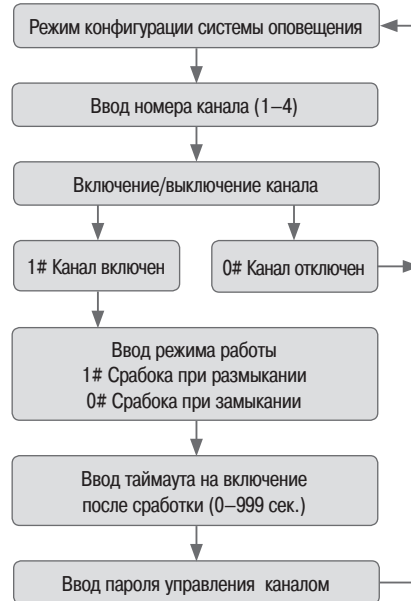 Режим конфигурации системы оповещения
Ввод номера канала (1–4)
Включение/выключение канала
1# Канал включен
0# Канал отключен
Ввод режима работы
1# Срабока при размыкании
0# Срабока при замыкании
Ввод таймаута на включение
после сработки (0–999 сек.)
Ввод пароля управления каналом